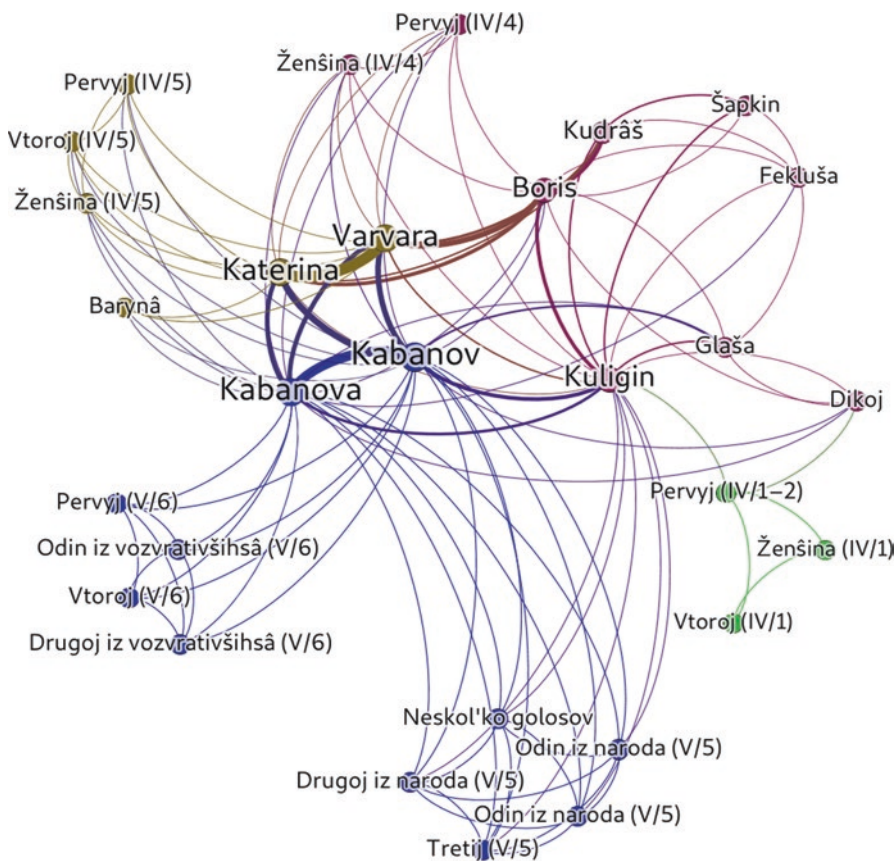 Pervyj (IV/4)
Ženŝina (IV/4)
Pervyj (IV/5)
Šapkin
Kudrâš
Vtoroj (IV/5)
Fekluša
Boris
Ženŝina (IV/5)
Varvara
Katerina
Barynâ
Glaša
Kabanov
Kuligin
Kabanova
Dikoj
Pervyj (IV/1–2)
Pervyj (V/6)
Odin iz vozvrativšihsâ (V/6)
Ženŝina (IV/1)
Vtoroj (V/6)
Vtoroj (IV/1)
Drugoj iz vozvrativšihsâ (V/6)
Neskol'ko golosov
Odin iz naroda (V/5)
Drugoj iz naroda (V/5)
Odin iz naroda (V/5)
Tretij (V/5)